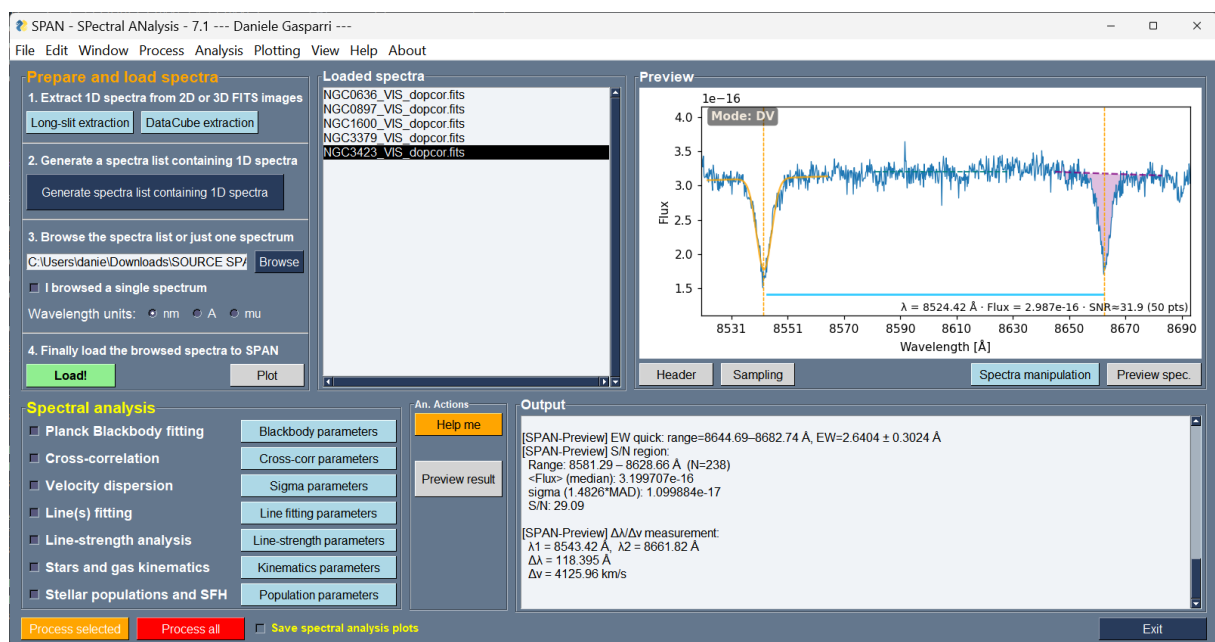 SPAN - SPectral ANalysis - 7.1 --- Daniele Gasparri ---
File Edit Window Process Analysis Plotting View Help About
Prepare and load spectra
1. Extract 1D spectra from 2D or 3D FITS images
Long-slit extraction DataCube extraction
2. Generate a spectra list containing 1D spectra
Generate spectra list containing 1D spectra
3. Browse the spectra list or just one spectrum
C:\Users\danie\Downloads\SOURCE SPA Browse
I browsed a single spectrum
Wavelength units: nm A mu
4. Finally load the browsed spectra to SPAN
Load! Plot
Loaded spectra
NGC0636_VIS_dopcor.fits
NGC0897_VIS_dopcor.fits
NGC1600_VIS_dopcor.fits
NGC3379_VIS_dopcor.fits
NGC3423_VIS_dopcor.fits
Preview
1e−16
Mode: DV
4.0
3.5
3.0
2.5
2.0
1.5
Flux
λ = 8524.42 Å · Flux = 2.987e-16 · SNR≈31.9 (50 pts)
8531 8551 8570 8590 8610 8630 8650 8670 8690
Wavelength [Å]
Header Sampling Spectra manipulation Preview spec.
Spectral analysis
Planck Blackbody fitting Blackbody parameters
Cross-correlation Cross-corr parameters
Velocity dispersion Sigma parameters
Line(s) fitting Line fitting parameters
Line-strength analysis Line-strength parameters
Stars and gas kinematics Kinematics parameters
Stellar populations and SFH Population parameters
An. Actions
Help me
Preview result
Output
[SPAN-Preview] EW quick: range=8644.69–8682.74 Å, EW=2.6404 ± 0.3024 Å
[SPAN-Preview] S/N region:
Range: 8581.29 – 8628.66 Å (N=238)
<Flux> (median): 3.199707e-16
sigma (1.4826*MAD): 1.099884e-17
S/N: 29.09
[SPAN-Preview] Δλ/Δv measurement:
λ1 = 8543.42 Å, λ2 = 8661.82 Å
Δλ = 118.395 Å
Δv = 4125.96 km/s
Process selected Process all Save spectral analysis plots Exit